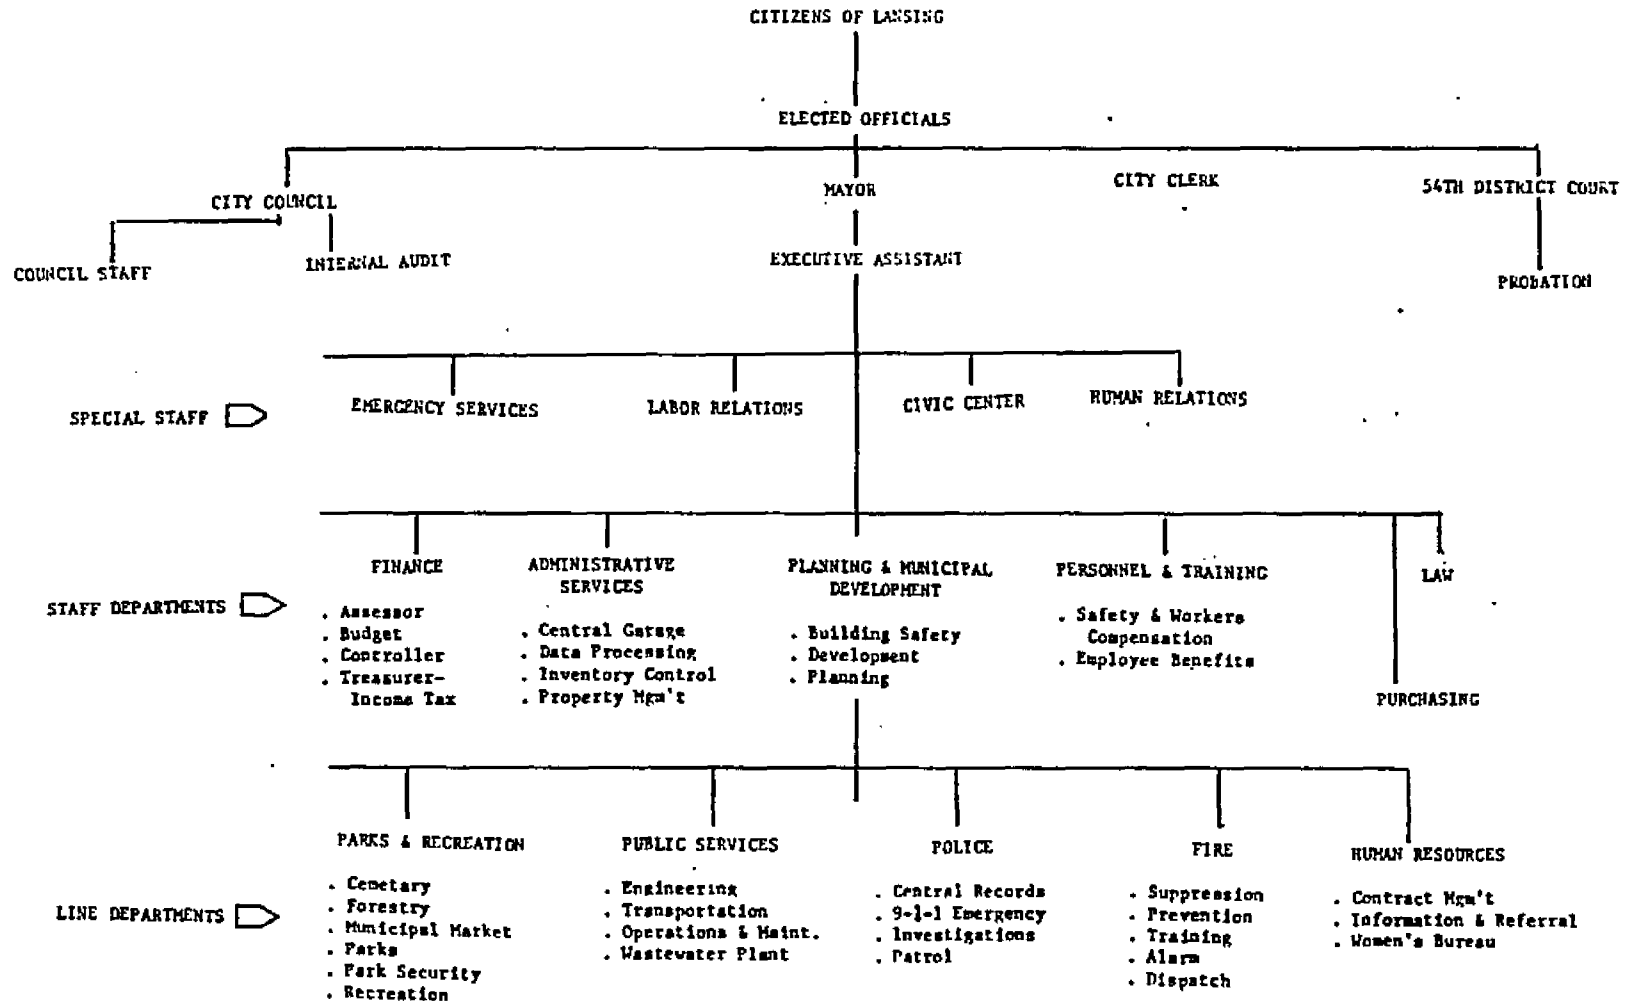 CITIZENS OF LANSING
ELECTED OFFICIALS
CITY COUNCIL
MAYOR
CITY CLERK
54TH DISTRICT COURT
COUNCIL STAFF
INTERNAL AUDIT
EXECUTIVE ASSISTANT
PROBATION
SPECIAL STAFF
EMERGENCY SERVICES
LABOR RELATIONS
CIVIC CENTER
HUMAN RELATIONS
STAFF DEPARTMENTS
FINANCE
. Assessor
. Budget
. Controller
. Treasurer-
Income Tax
ADMINISTRATIVE
SERVICES
. Central Garage
. Data Processing
. Inventory Control
. Property Mgm't
PLANNING & MUNICIPAL
DEVELOPMENT
. Building Safety
. Development
. Planning
PERSONNEL & TRAINING
. Safety & Workers
Compensation
. Employee Benefits
PURCHASING
LAW
LINE DEPARTMENTS
PARKS & RECREATION
. Cemetary
. Forestry
. Municipal Market
. Parks
. Park Security
. Recreation
PUBLIC SERVICES
. Engineering
. Transportation
. Operations & Maint.
. Wastewater Plant
POLICE
. Central Records
. 9-1-1 Emergency
. Investigations
. Patrol
FIRE
. Suppression
. Prevention
. Training
. Alarm
. Dispatch
HUMAN RESOURCES
. Contract Mgm't
. Information & Referral
. Women's Bureau